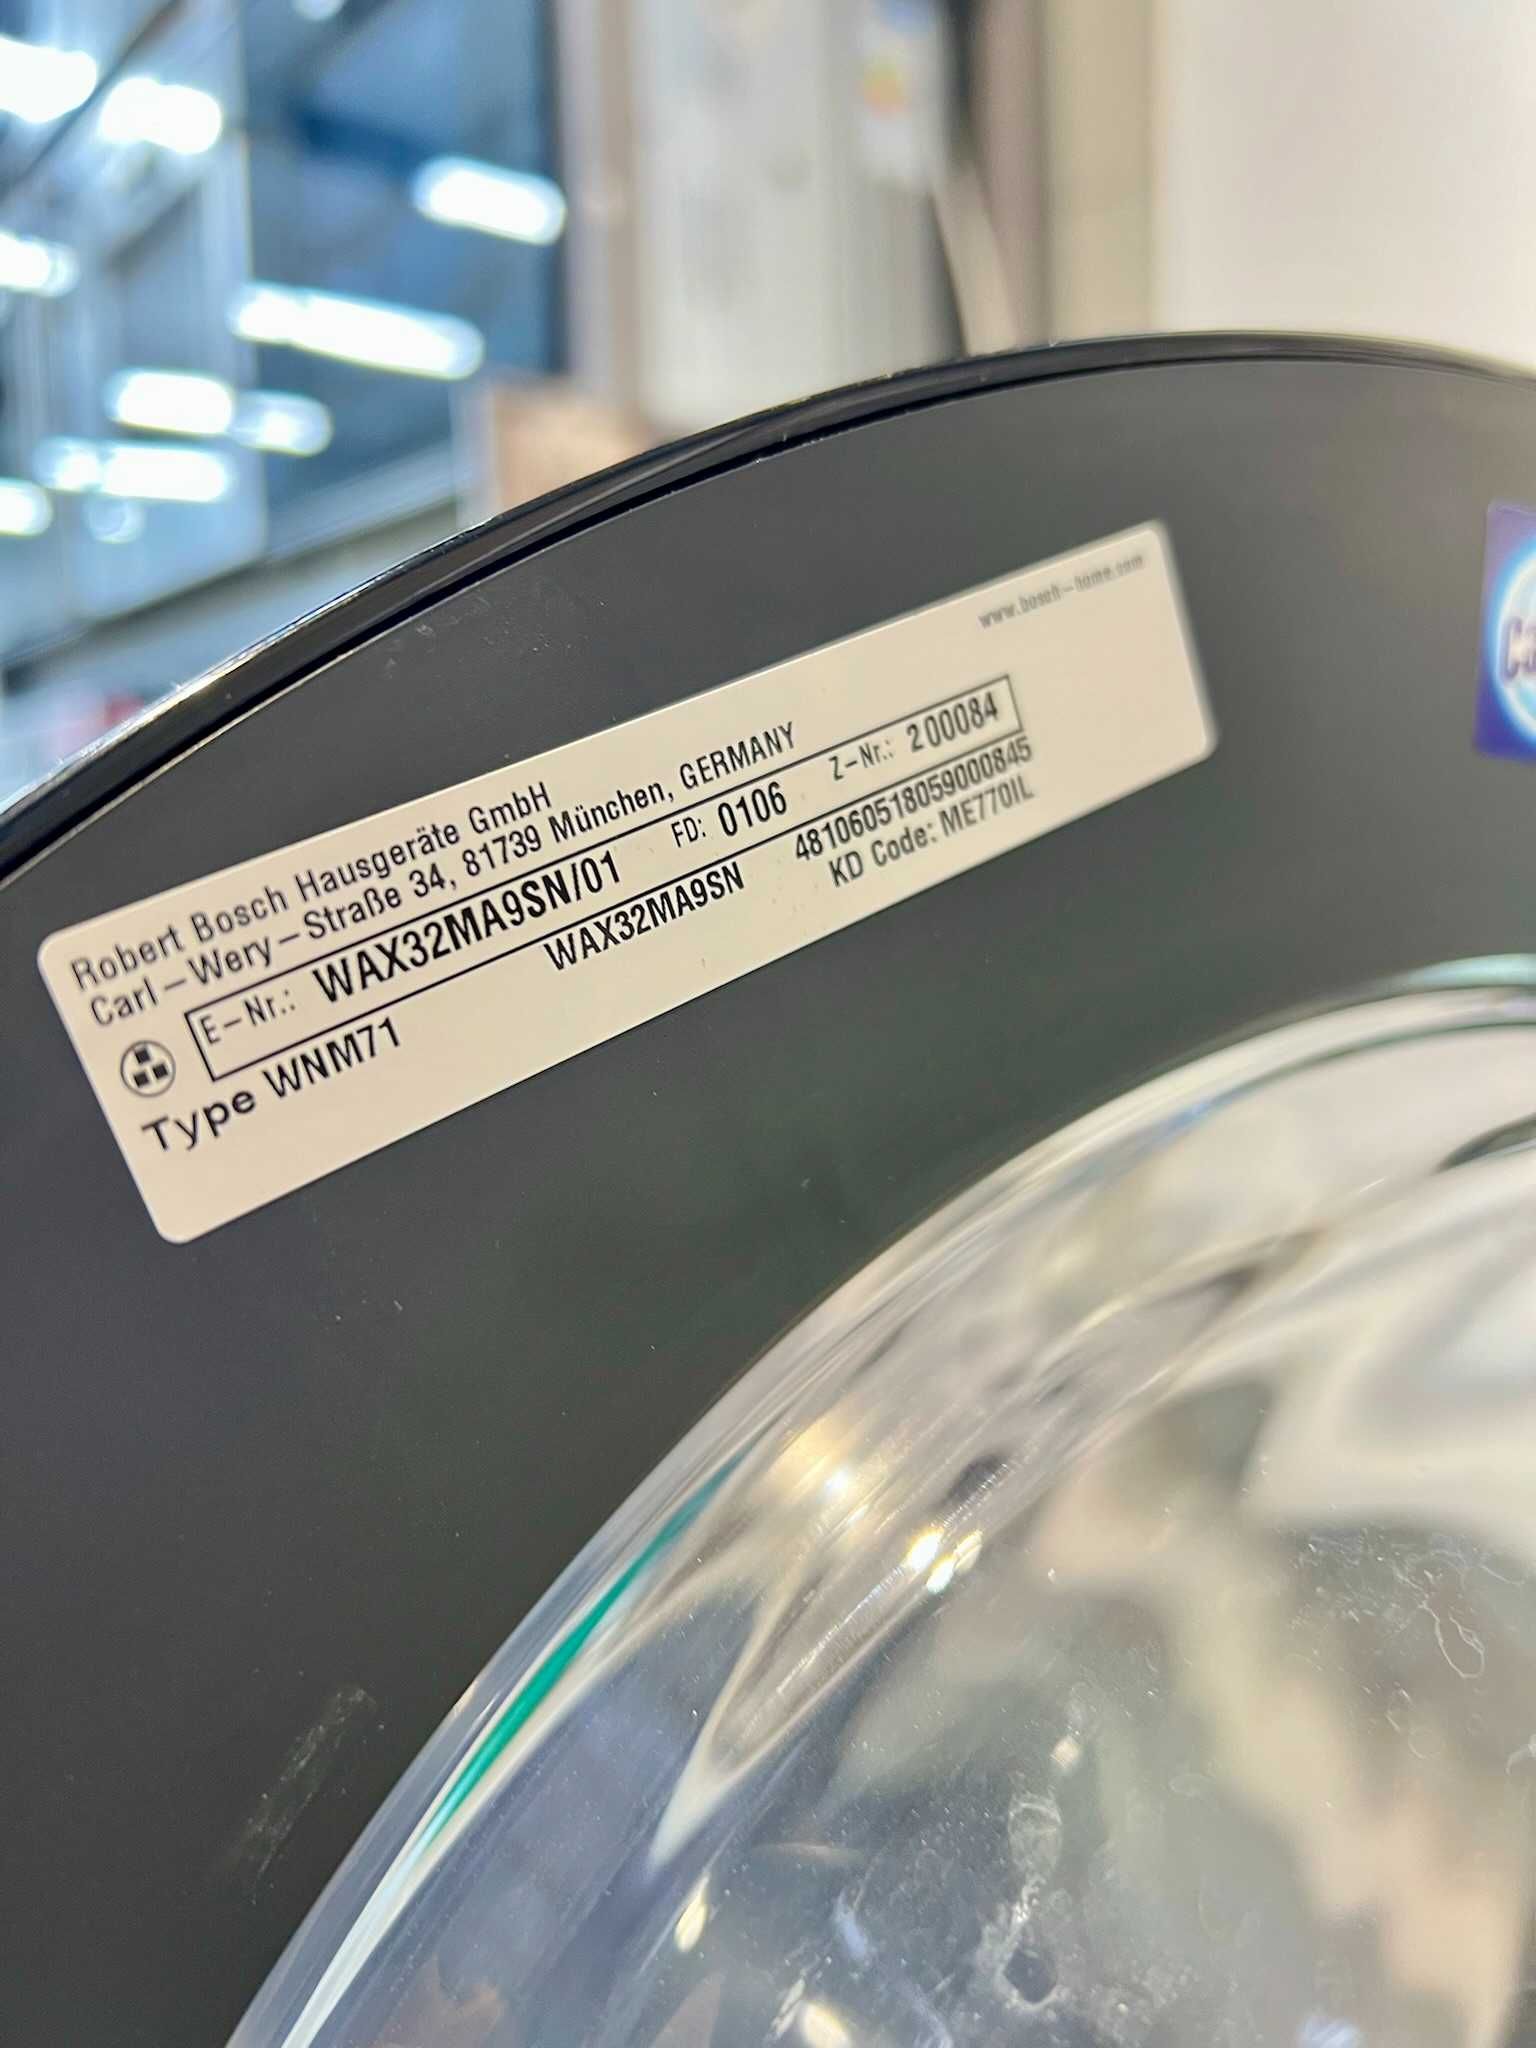 www.bosch-home.com
Robert Bosch Hausgeräte GmbH
Carl-Wery-Straße 34, 81739 München, GERMANY
E-Nr.: WAX32MA9SN/01 FD: 0106 Z-Nr.: 200084
Type WNM71 WAX32MA9SN 481060518059000845
KD Code: ME770IL